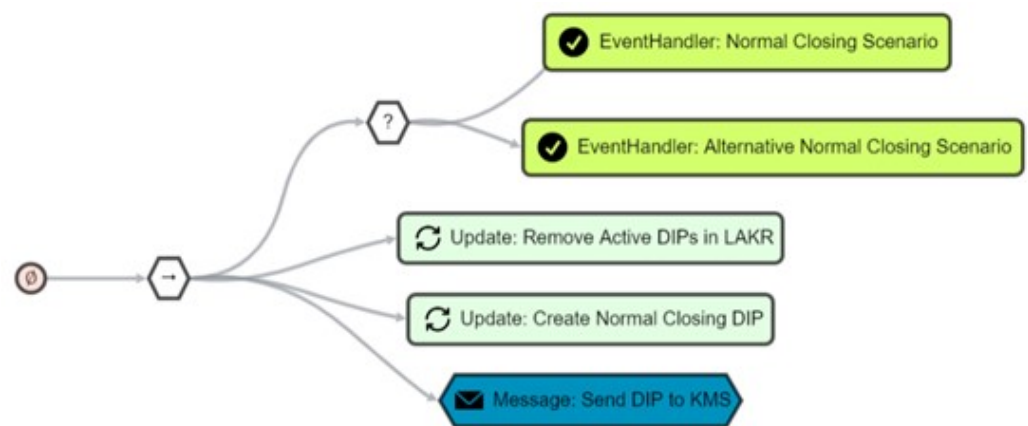 EventHandler: Normal Closing Scenario
?
EventHandler: Alternative Normal Closing Scenario
Update: Remove Active DIPs in LAKR
Ø
→
Update: Create Normal Closing DIP
Message: Send DIP to KMS